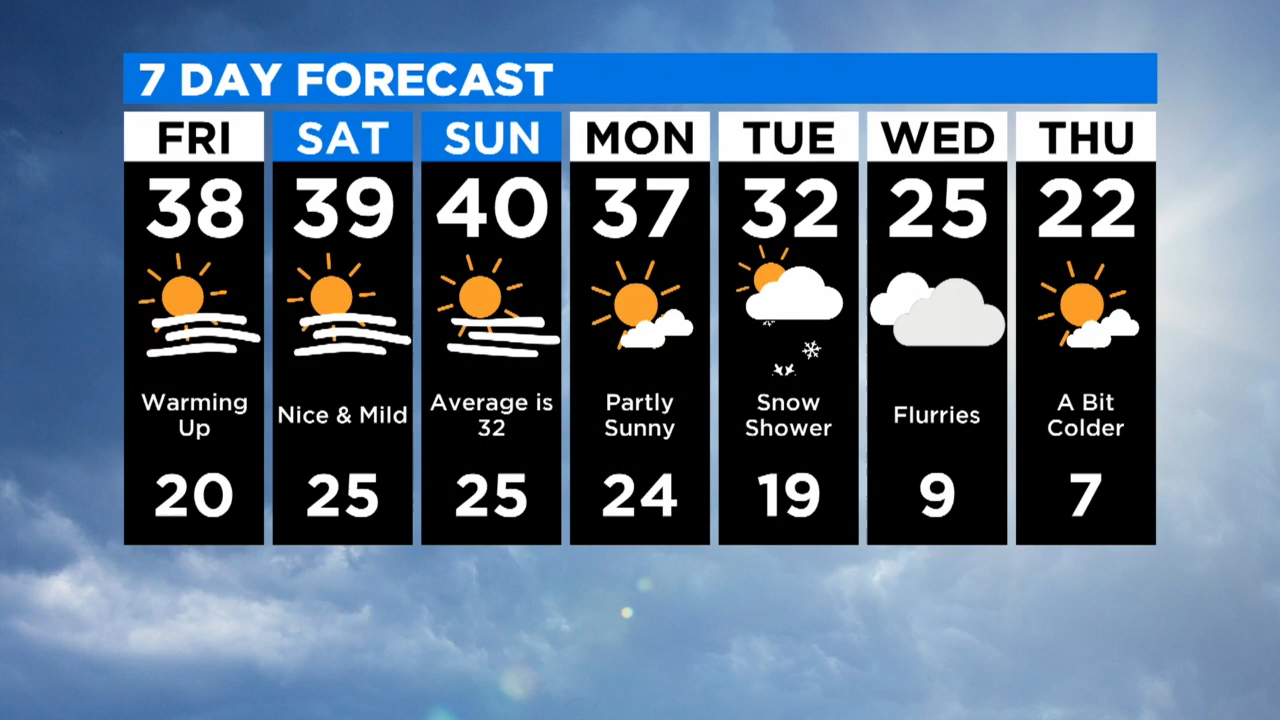 7 DAY FORECAST
FRI
38
Warming
Up
20
SAT
39
Nice & Mild
25
SUN
40
Average is
32
25
MON
37
Partly
Sunny
24
TUE
32
Snow
Shower
19
WED
25
Flurries
9
THU
22
A Bit
Colder
7